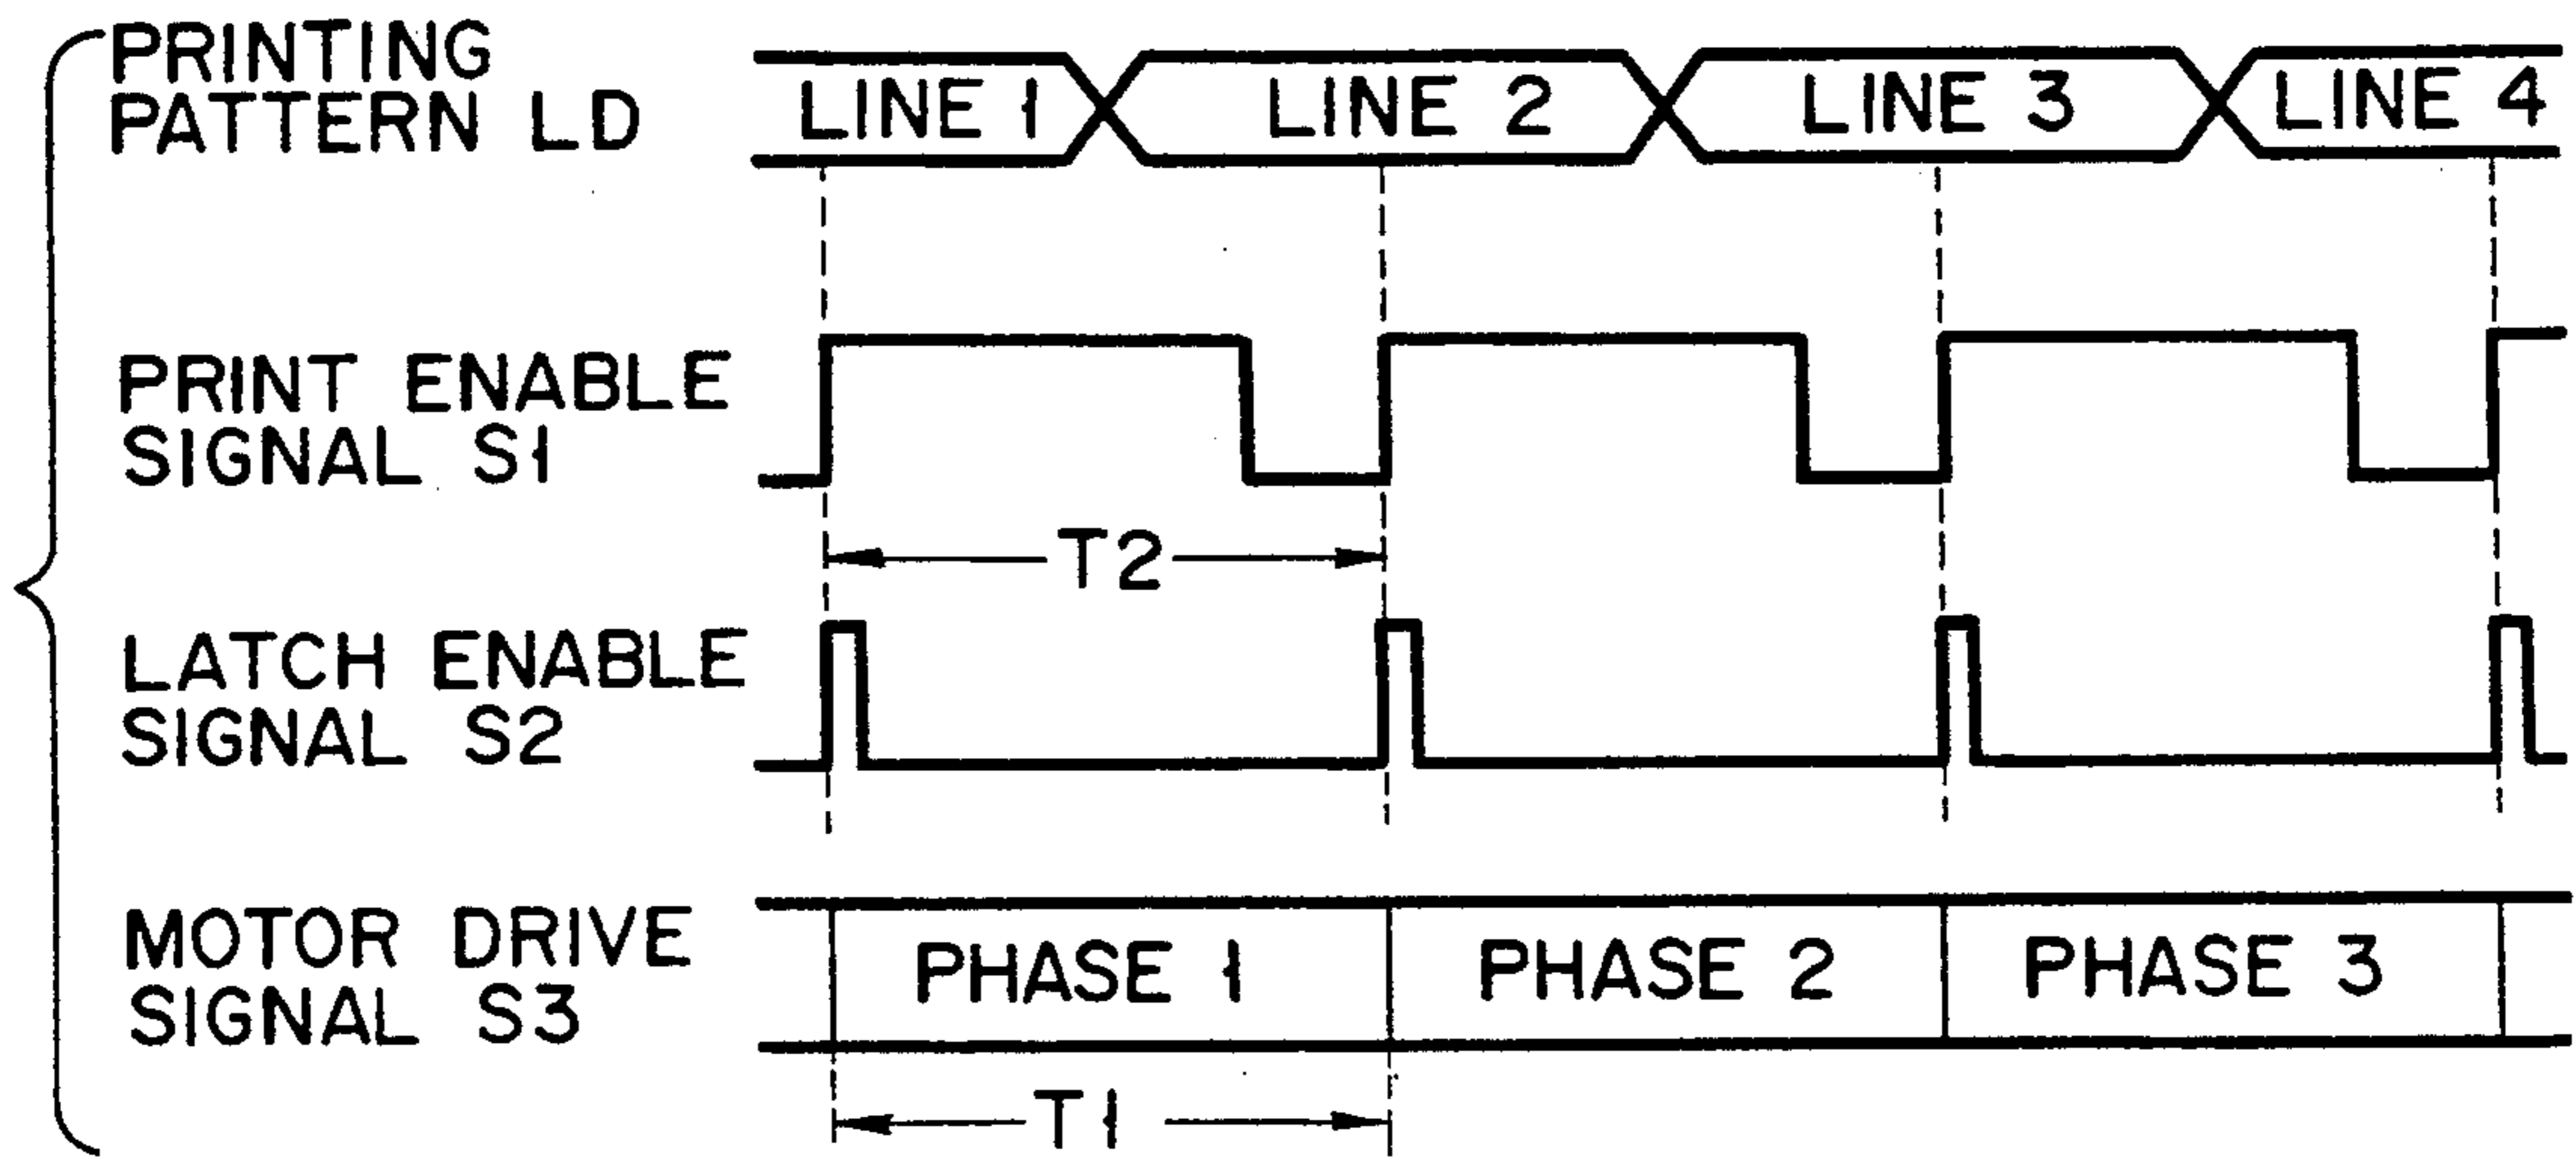 PRINTING
PATTERN LD
LINE 1 LINE 2 LINE 3 LINE 4
PRINT ENABLE
SIGNAL S1
T2
LATCH ENABLE
SIGNAL S2
MOTOR DRIVE
SIGNAL S3
PHASE 1 PHASE 2 PHASE 3
T1